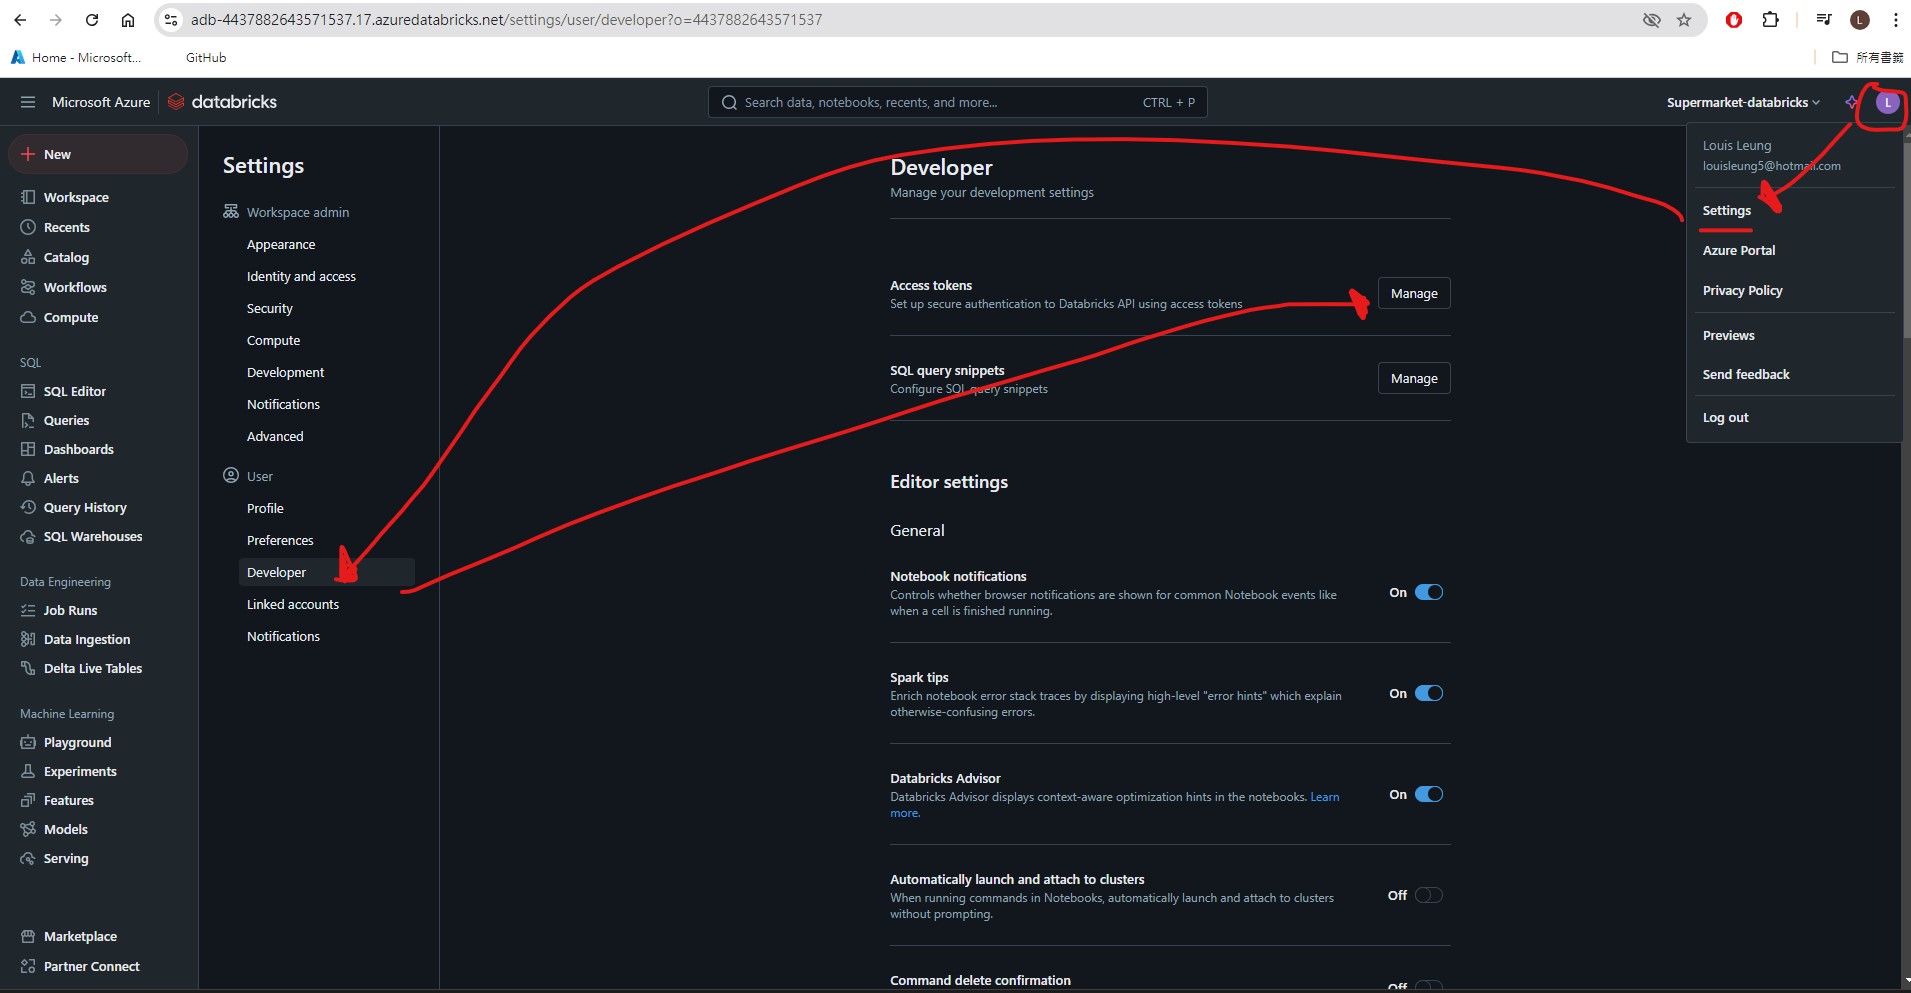 adb-4437882643571537.17.azuredatabricks.net/settings/user/developer?o=4437882643571537
L
Home - Microsoft...
GitHub
所有書籤
Microsoft Azure
databricks
Search data, notebooks, recents, and more...
CTRL + P
Supermarket-databricks
L
New
Workspace
Recents
Catalog
Workflows
Compute
SQL
SQL Editor
Queries
Dashboards
Alerts
Query History
SQL Warehouses
Data Engineering
Job Runs
Data Ingestion
Delta Live Tables
Machine Learning
Playground
Experiments
Features
Models
Serving
Marketplace
Partner Connect
Settings
Workspace admin
Appearance
Identity and access
Security
Compute
Development
Notifications
Advanced
User
Profile
Preferences
Developer
Linked accounts
Notifications
Developer
Manage your development settings
Access tokens
Set up secure authentication to Databricks API using access tokens
Manage
SQL query snippets
Configure SQL query snippets
Manage
Editor settings
General
Notebook notifications
Controls whether browser notifications are shown for common Notebook events like
when a cell is finished running.
On
Spark tips
Enrich notebook error stack traces by displaying high-level "error hints" which explain
otherwise-confusing errors.
On
Databricks Advisor
Databricks Advisor displays context-aware optimization hints in the notebooks. Learn
more.
On
Automatically launch and attach to clusters
When running commands in Notebooks, automatically launch and attach to clusters
without prompting.
Off
Command delete confirmation
Off
Louis Leung
louisleung5@hotmail.com
Settings
Azure Portal
Privacy Policy
Previews
Send feedback
Log out